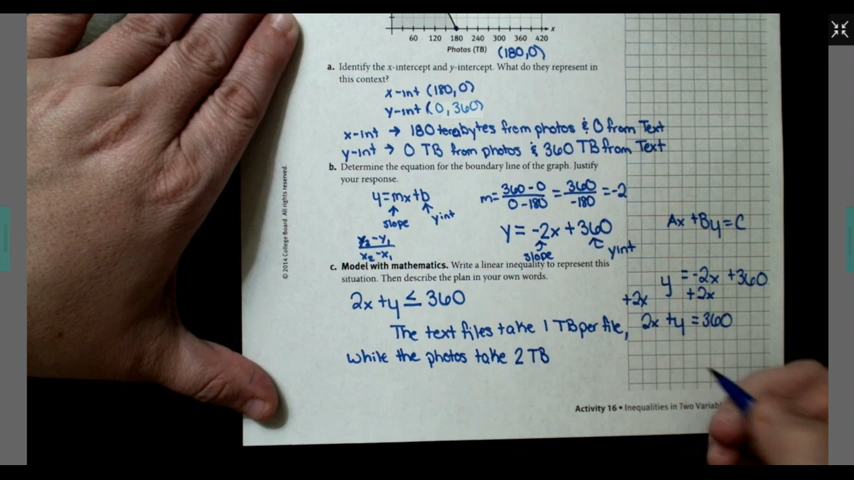 60 120 180 240 300 360 420 x
Photos (TB) (180,0)
a. Identify the x-intercept and y-intercept. What do they represent in
this context?
x-int (180, 0)
y-int (0, 360)
x-int → 180 terabytes from photos & 0 from Text
y-int → 0 TB from photos & 360 TB from Text
b. Determine the equation for the boundary line of the graph. Justify
your response.
y=mx+b
slope yint
y₂-y₁
x₂-x₁
m= 360-0 / 0-180 = 360 / -180 = -2
y = -2x + 360
slope yint
Ax + By = C
c. Model with mathematics. Write a linear inequality to represent this
situation. Then describe the plan in your own words.
2x + y ≤ 360
The text files take 1 TB per file,
while the photos take 2 TB
y = -2x + 360
+2x +2x
2x + y = 360
© 2014 College Board. All rights reserved.
Activity 16 • Inequalities in Two